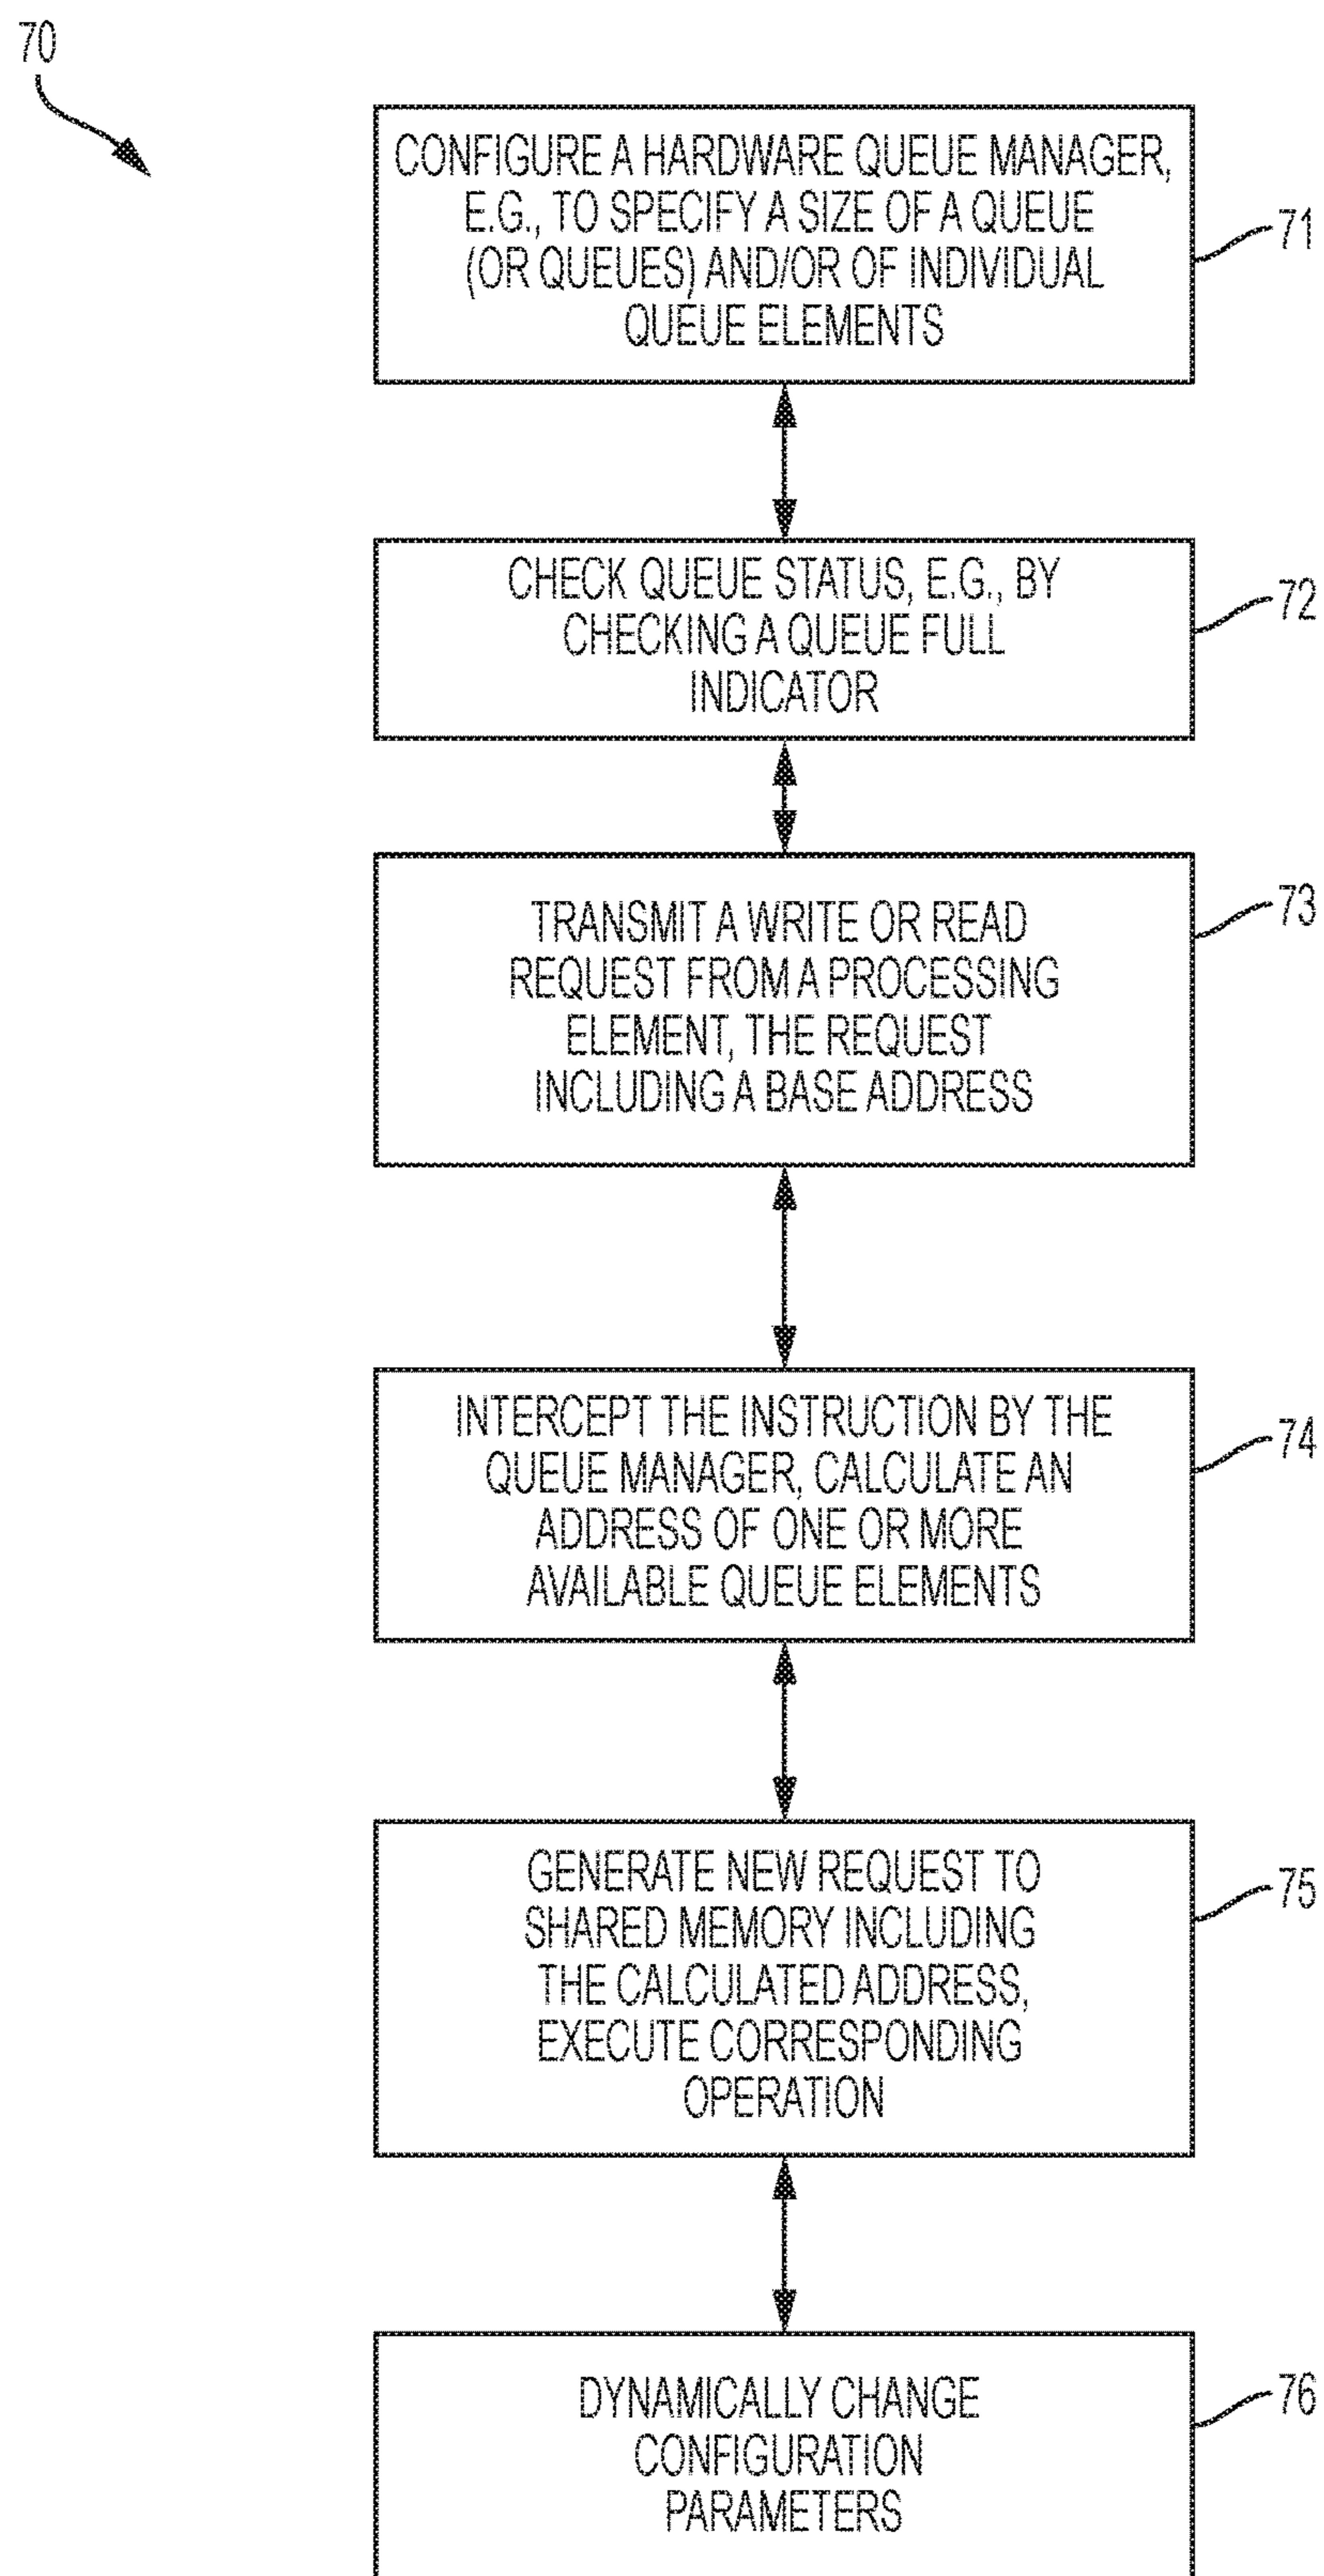 70
CONFIGURE A HARDWARE QUEUE MANAGER,
E.G., TO SPECIFY A SIZE OF A QUEUE
(OR QUEUES) AND/OR OF INDIVIDUAL
QUEUE ELEMENTS
71
CHECK QUEUE STATUS, E.G., BY
CHECKING A QUEUE FULL
INDICATOR
72
TRANSMIT A WRITE OR READ
REQUEST FROM A PROCESSING
ELEMENT, THE REQUEST
INCLUDING A BASE ADDRESS
73
INTERCEPT THE INSTRUCTION BY THE
QUEUE MANAGER, CALCULATE AN
ADDRESS OF ONE OR MORE
AVAILABLE QUEUE ELEMENTS
74
GENERATE NEW REQUEST TO
SHARED MEMORY INCLUDING
THE CALCULATED ADDRESS,
EXECUTE CORRESPONDING
OPERATION
75
DYNAMICALLY CHANGE
CONFIGURATION
PARAMETERS
76